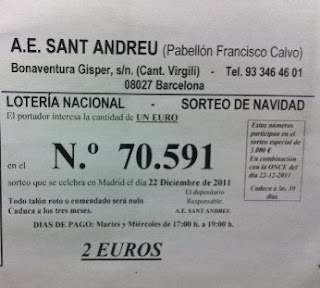 A.E. SANT ANDREU (Pabellón Francisco Calvo)
Bonaventura Gisper, s/n. (Cant. Virgili) - Tel. 93 346 46 01
08027 Barcelona
LOTERÍA NACIONAL - SORTEO DE NAVIDAD
El portador interesa la cantidad de UN EURO
en el N.º 70.591
sorteo que se celebra en Madrid el día 22 Diciembre de 2011
Todo talón roto o enmendado será nulo
Caduca a los tres meses.
El depositario
Responsable,
A.E. SANT ANDREU
DIAS DE PAGO: Martes y Miércoles de 17:00 h. a 19:00 h.
2 EUROS
Estos números
participan en el
sorteo especial de
3.000 €
En combinación
con la ONCE del
día 22-12-2011
Caduca a los 30
días